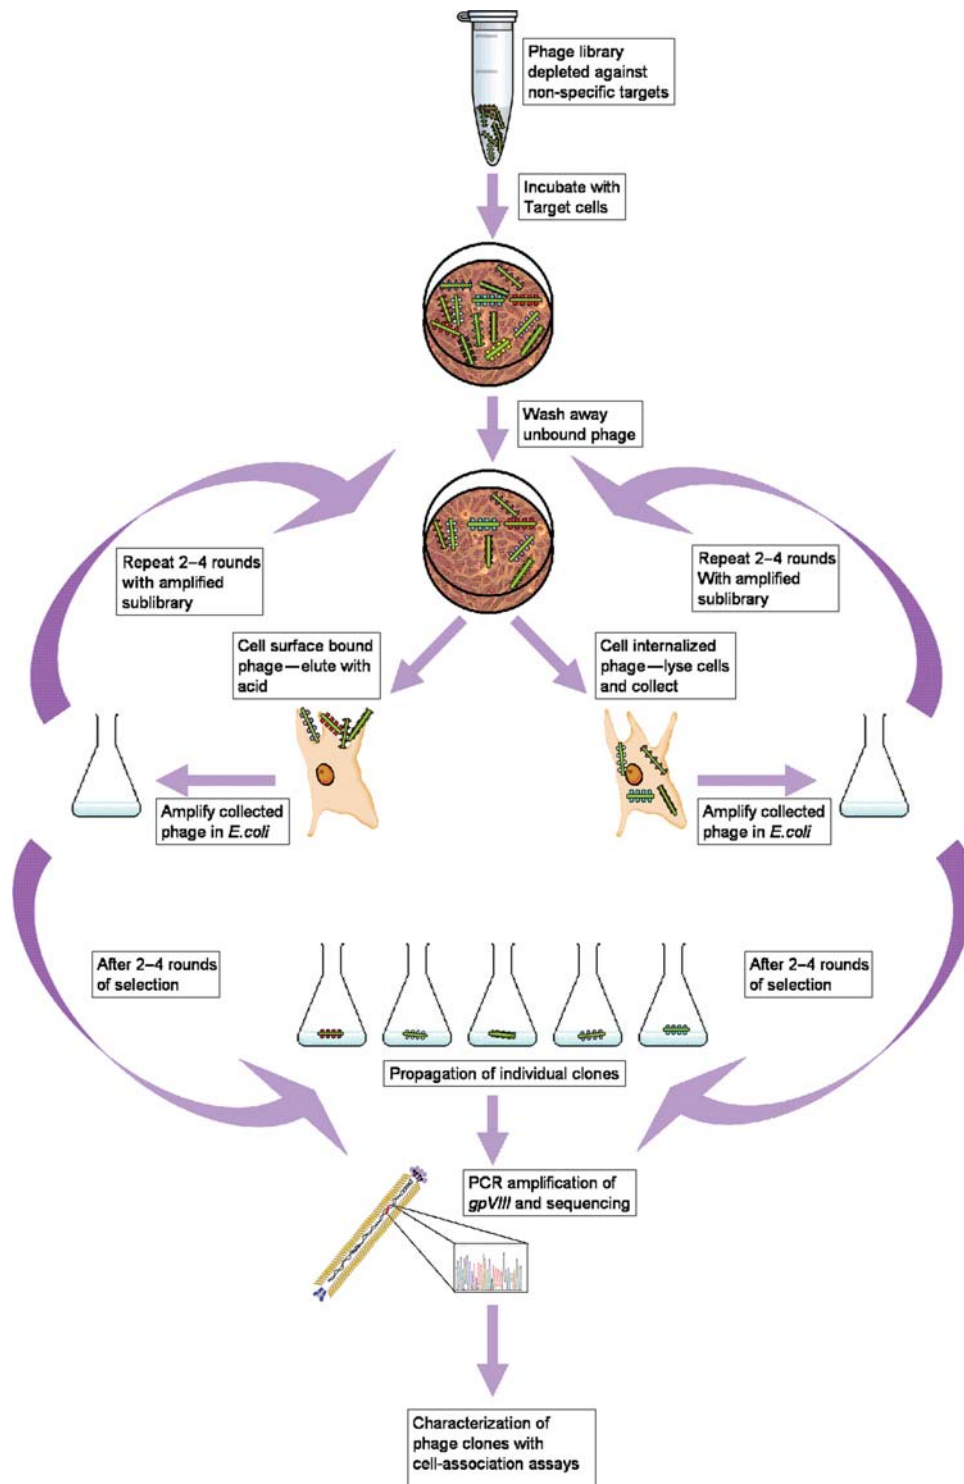 Phage library
depleted against
non-specific targets
Incubate with
Target cells
Wash away
unbound phage
Repeat 2–4 rounds
with amplified
sublibrary
Repeat 2–4 rounds
With amplified
sublibrary
Cell surface bound
phage—elute with
acid
Cell internalized
phage—lyse cells
and collect
Amplify collected
phage in E.coli
Amplify collected
phage in E.coli
After 2–4 rounds
of selection
After 2–4 rounds
of selection
Propagation of individual clones
PCR amplification of
gpVIII and sequencing
Characterization of
phage clones with
cell-association assays